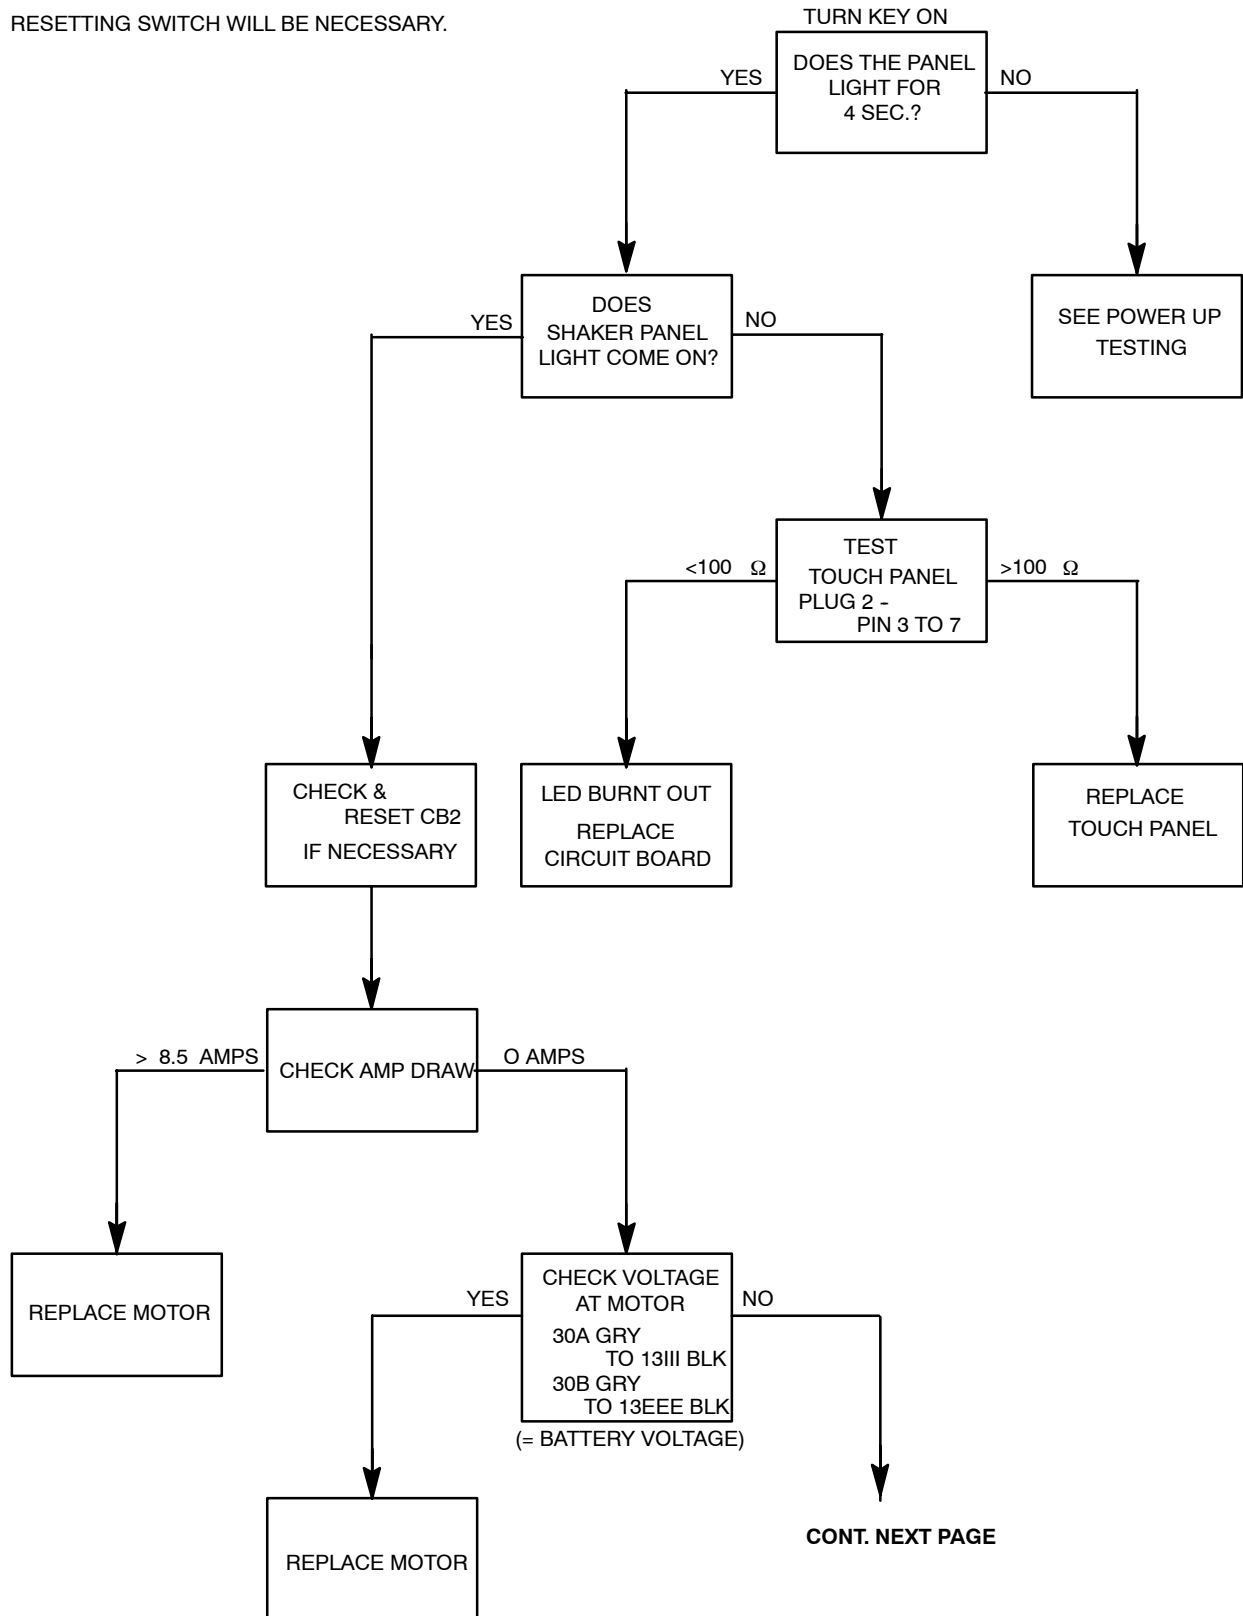 RESETTING SWITCH WILL BE NECESSARY.
TURN KEY ON
DOES THE PANEL
LIGHT FOR
4 SEC.?
YES
NO
DOES
SHAKER PANEL
LIGHT COME ON?
YES
NO
SEE POWER UP
TESTING
TEST
TOUCH PANEL
PLUG 2 -
PIN 3 TO 7
<100 Ω
>100 Ω
CHECK &
RESET CB2
IF NECESSARY
LED BURNT OUT
REPLACE
CIRCUIT BOARD
REPLACE
TOUCH PANEL
> 8.5 AMPS
CHECK AMP DRAW
O AMPS
REPLACE MOTOR
YES
CHECK VOLTAGE
AT MOTOR
30A GRY
TO 13III BLK
30B GRY
TO 13EEE BLK
(= BATTERY VOLTAGE)
NO
REPLACE MOTOR
CONT. NEXT PAGE